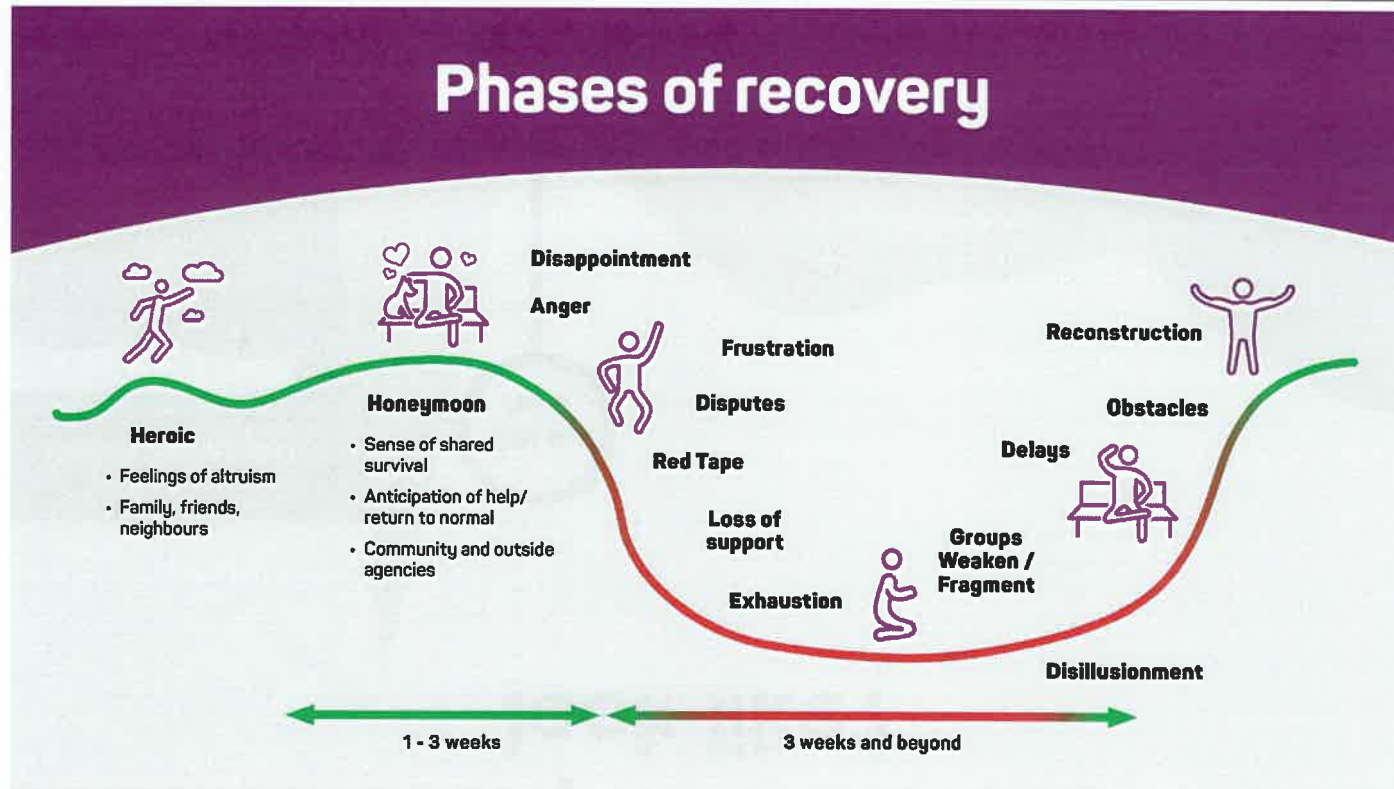 Phases of recovery
Heroic
• Feelings of altruism
• Family, friends,
neighbours
Honeymoon
• Sense of shared
survival
• Anticipation of help/
return to normal
• Community and outside
agencies
Disappointment
Anger
Frustration
Disputes
Red Tape
Loss of
support
Exhaustion
Groups
Weaken /
Fragment
Disillusionment
Delays
Obstacles
Reconstruction
1 - 3 weeks
3 weeks and beyond